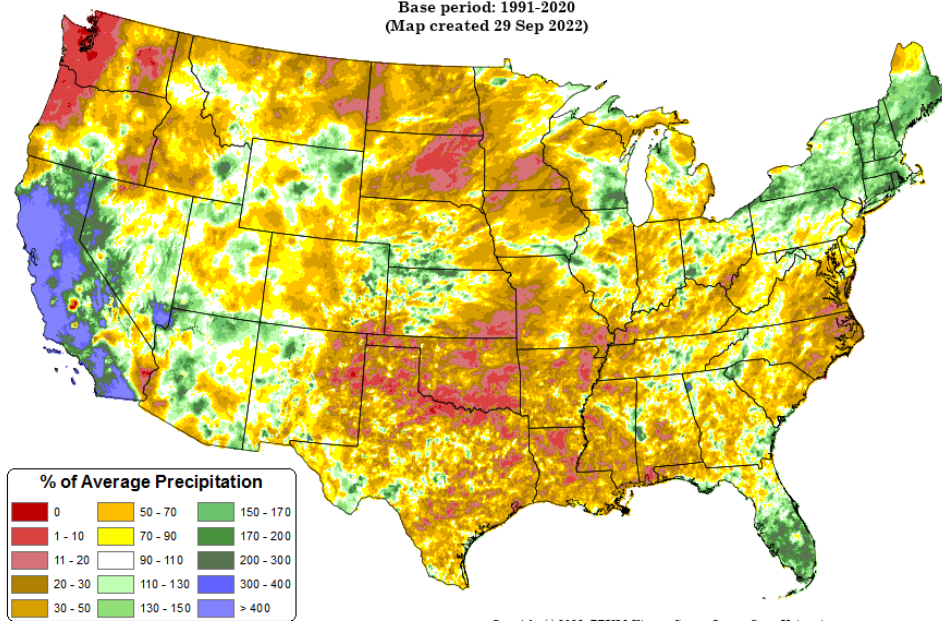 Base period: 1991-2020
(Map created 29 Sep 2022)
% of Average Precipitation
0
50 - 70
150 - 170
1 - 10
70 - 90
170 - 200
11 - 20
90 - 110
200 - 300
20 - 30
110 - 130
300 - 400
30 - 50
130 - 150
> 400